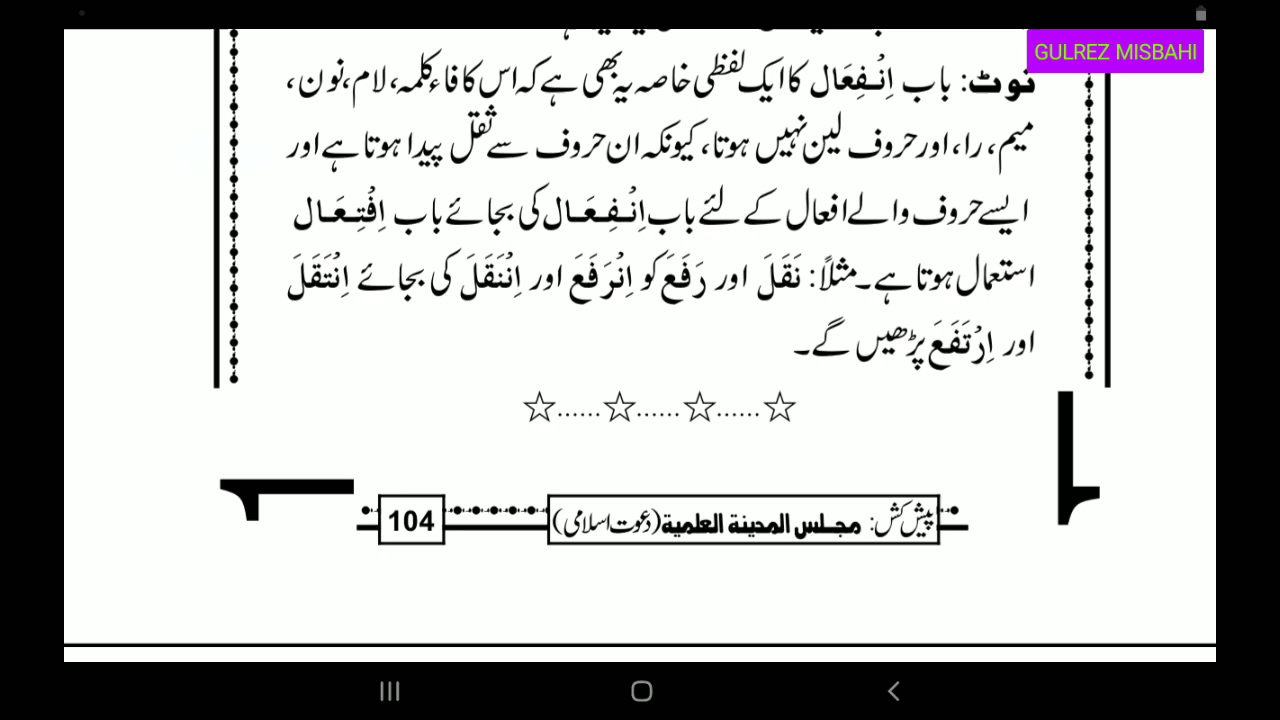 GULREZ MISBAHI
نوٹ: باب اِنْفِعَال کا ایک لفظی خاصہ یہ بھی ہے کہ اس کا فاء کلمہ، لام، نون،
میم، را، اور حروف لین نہیں ہوتا، کیونکہ ان حروف سے ثقل پیدا ہوتا ہے اور
ایسے حروف والے افعال کے لئے باب اِنْفِعَال کی بجائے باب اِفْتِعَال
استعمال ہوتا ہے۔ مثلاً: نَقَلَ اور رَفَعَ کو اِنْرَفَعَ اور اِنْنَقَلَ کی بجائے اِنْتَقَلَ
اور اِرْتَفَعَ پڑھیں گے۔
☆......☆......☆......☆
پیش کش: مجلس المدینة العلمیة (دعوت اسلامی)
104